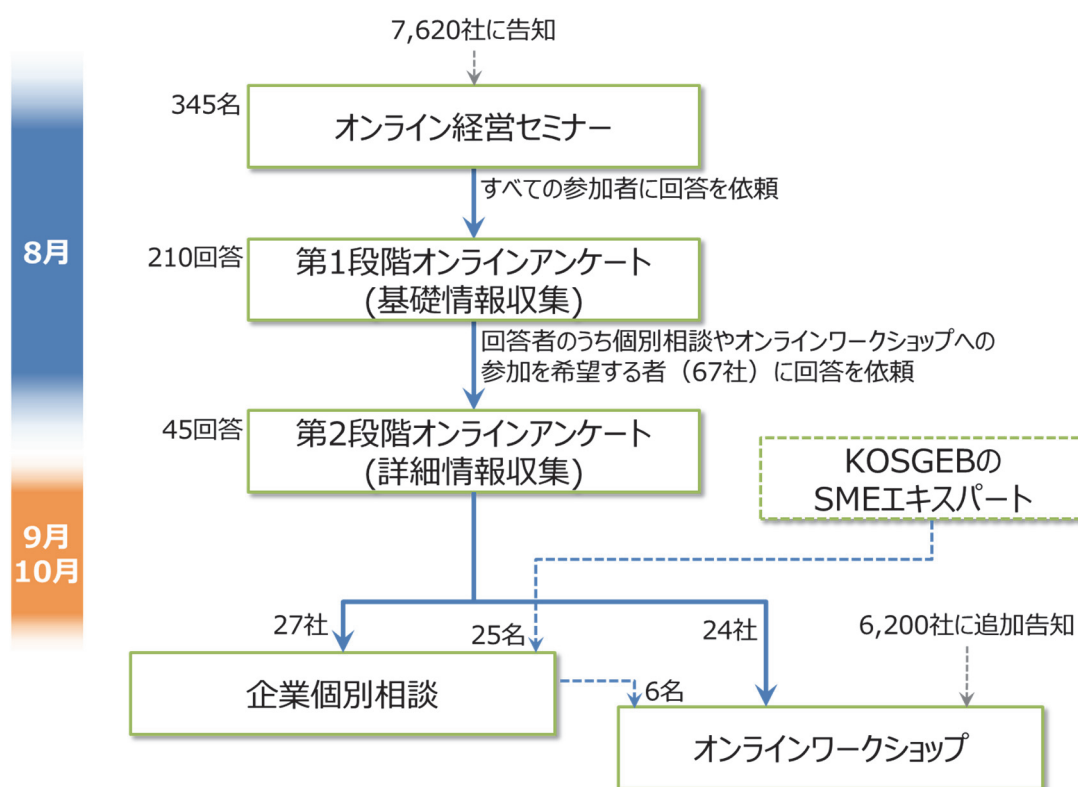 7,620社に告知
345名
オンライン経営セミナー
すべての参加者に回答を依頼
8月
210回答
第1段階オンラインアンケート
(基礎情報収集)
回答者のうち個別相談やオンラインワークショップへの
参加を希望する者（67社）に回答を依頼
45回答
第2段階オンラインアンケート
(詳細情報収集)
KOSGEBの
SMEエキスパート
9月
10月
27社
25名
24社
6,200社に追加告知
企業個別相談
6名
オンラインワークショップ